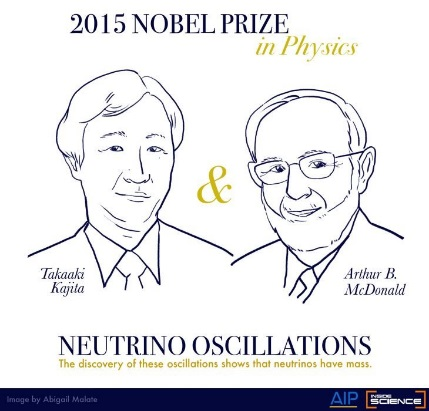 2015 NOBEL PRIZE
in Physics
&
Takaaki
Kajita
Arthur B.
McDonald
NEUTRINO OSCILLATIONS
The discovery of these oscillations shows that neutrinos have mass.
Image by Abigail Malate
AIP
INSIDE
SCIENCE